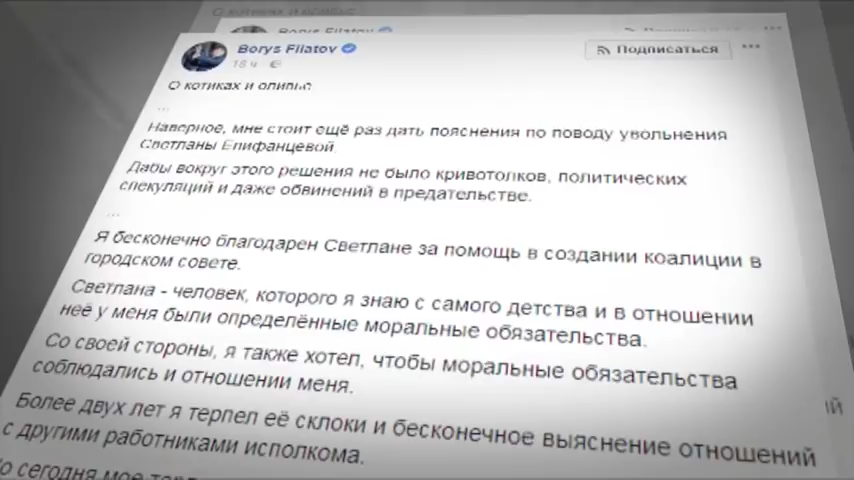 Borys Filatov
Подписаться
18 ч
О котиках и
...
Наверное, мне стоит ещё раз дать пояснения по поводу увольнения
Светланы Епифанцевой
Дабы вокруг этого решения не было кривотолков, политических
спекуляций и даже обвинений в предательстве.
...
Я бесконечно благодарен Светлане за помощь в создании коалиции в
городском совете.
Светлана - человек, которого я знаю с самого детства и в отношении
неё у меня были определённые моральные обязательства.
Со своей стороны, я также хотел, чтобы моральные обязательства
соблюдались и отношении меня.
Более двух лет я терпел её склоки и бесконечное выяснение отношений
с другими работниками исполкома.
сегодня моё